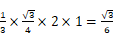 1/3 × √3/4 × 2 × 1 = √3/6